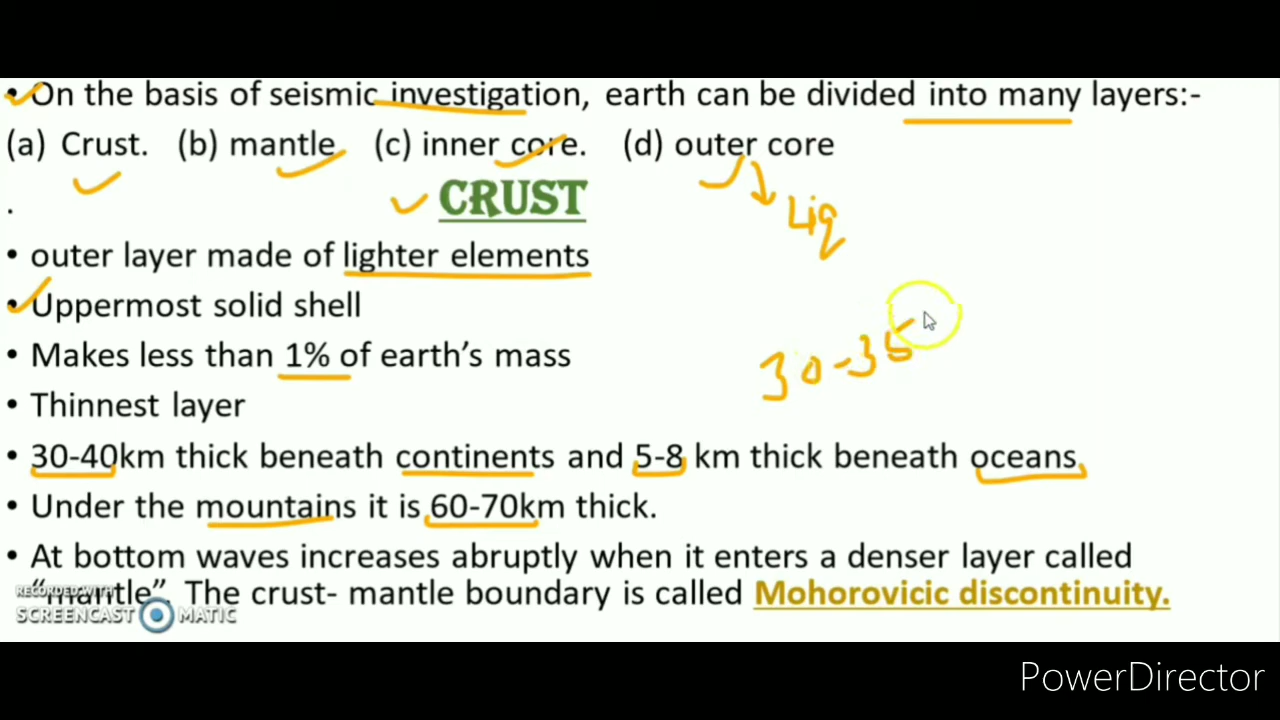 • On the basis of seismic investigation, earth can be divided into many layers:-
(a) Crust. (b) mantle (c) inner core. (d) outer core
.
CRUST
Liq
• outer layer made of lighter elements
• Uppermost solid shell
• Makes less than 1% of earth's mass
30-35
• Thinnest layer
• 30-40km thick beneath continents and 5-8 km thick beneath oceans.
• Under the mountains it is 60-70km thick.
• At bottom waves increases abruptly when it enters a denser layer called
"mantle". The crust- mantle boundary is called Mohorovicic discontinuity.
RECORDED WITH
SCREENCAST MATIC
PowerDirector